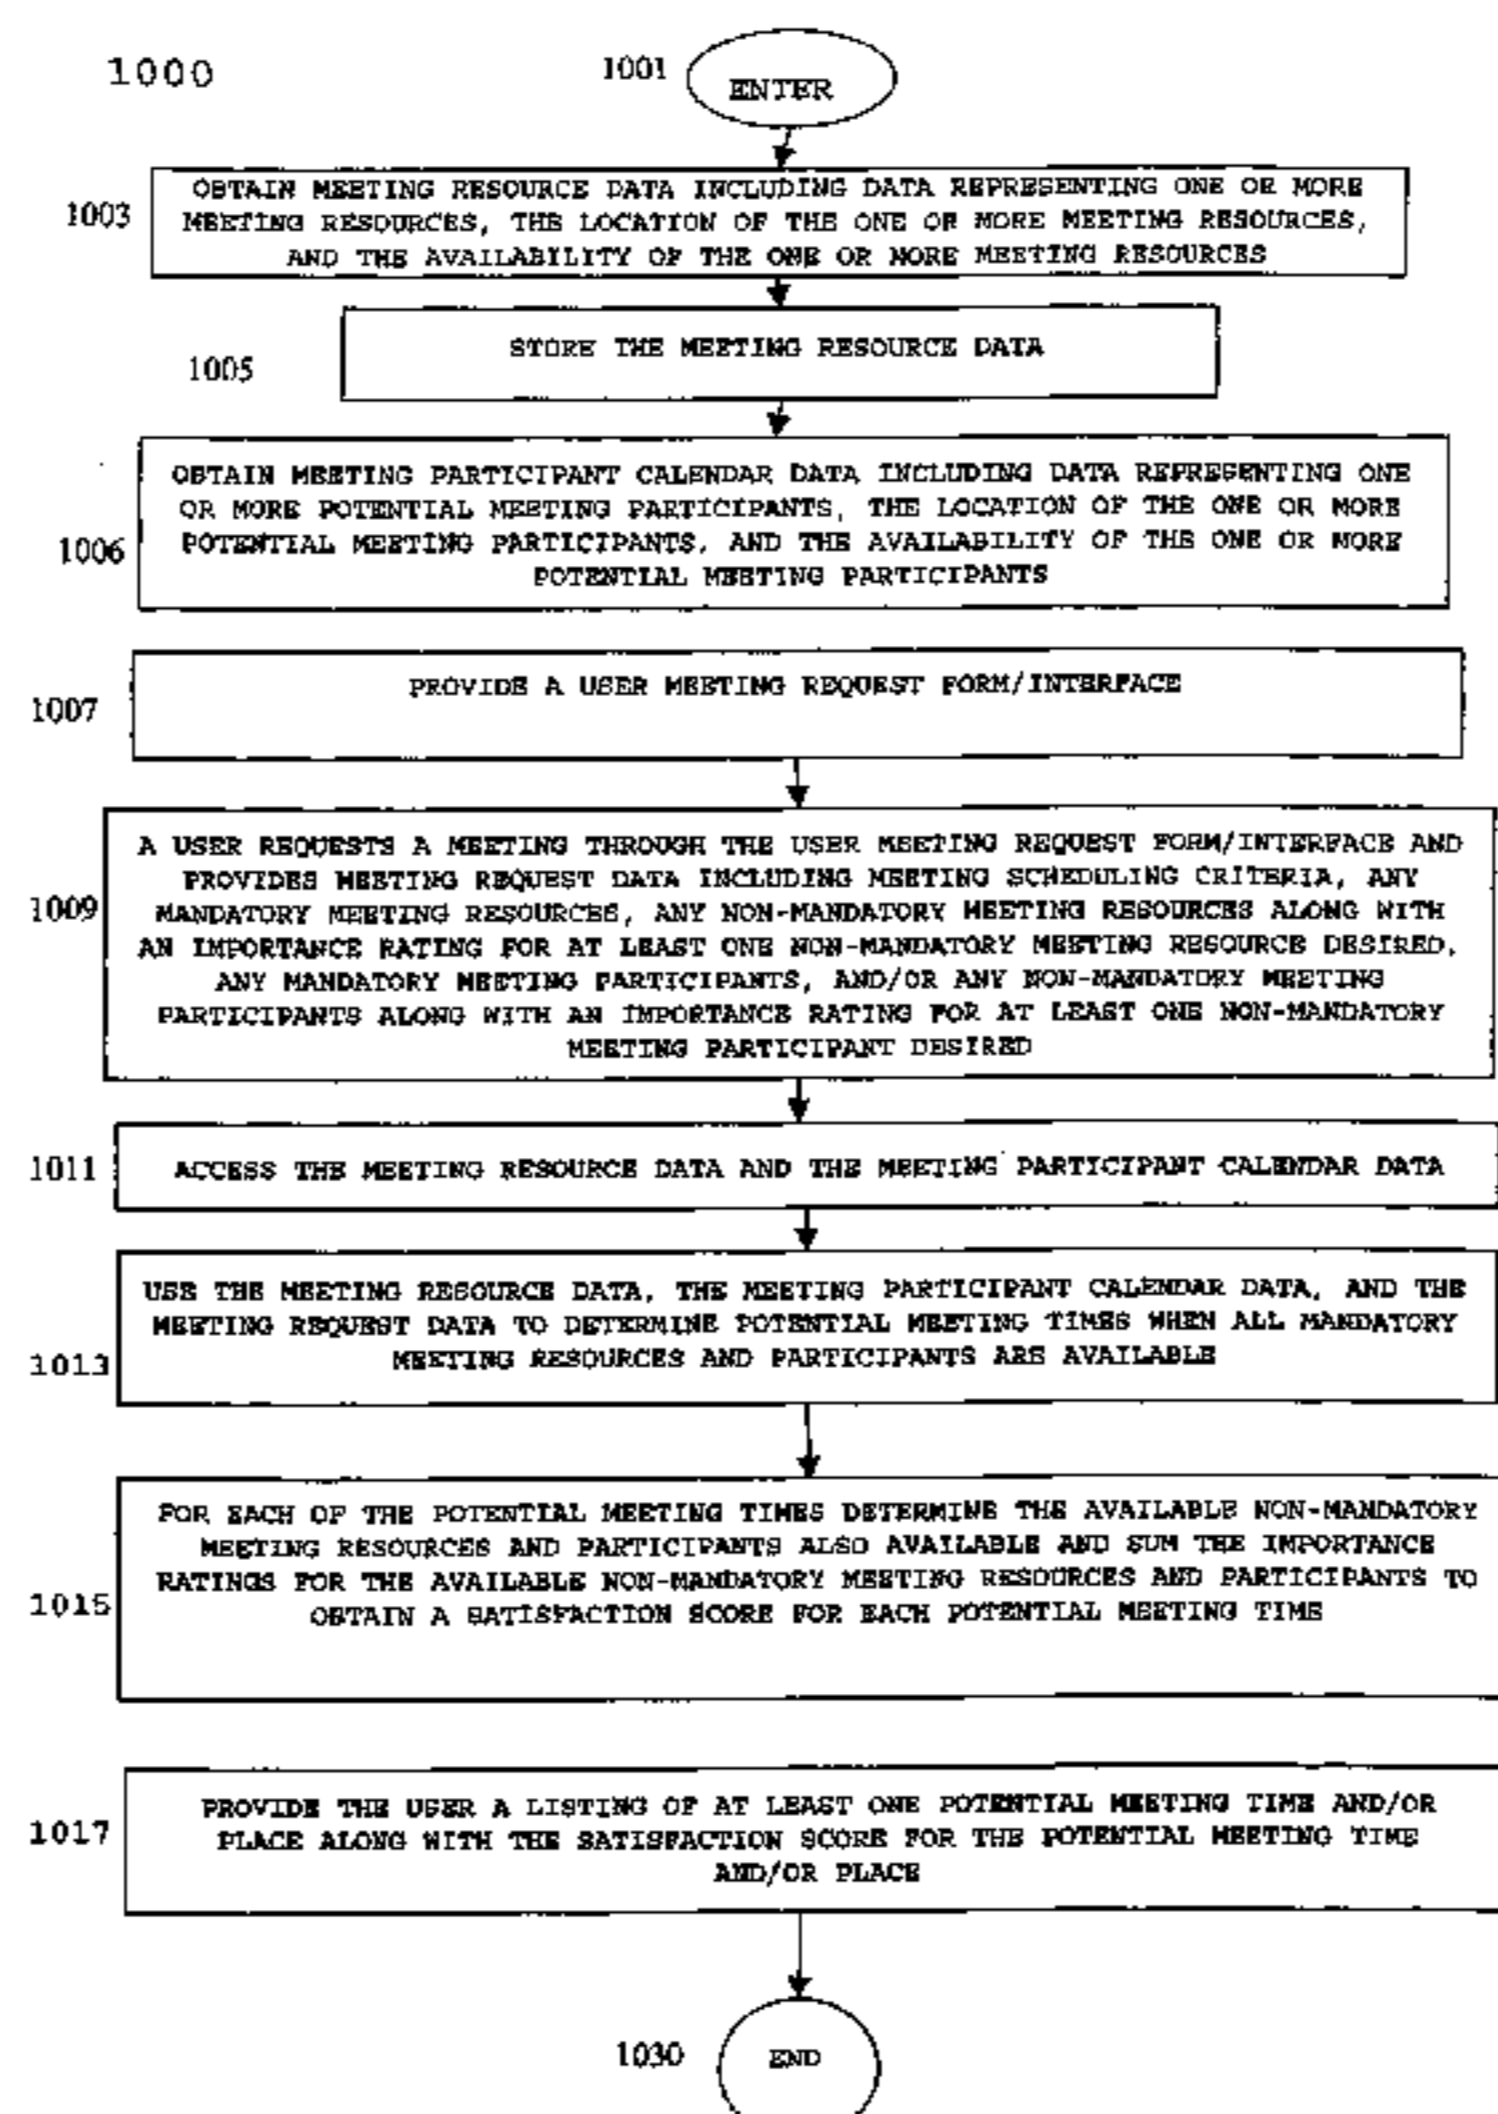 1000
1001
ENTER
1003
OBTAIN MEETING RESOURCE DATA INCLUDING DATA REPRESENTING ONE OR MORE
MEETING RESOURCES, THE LOCATION OF THE ONE OR MORE MEETING RESOURCES,
AND THE AVAILABILITY OF THE ONE OR MORE MEETING RESOURCES
1005
STORE THE MEETING RESOURCE DATA
1006
OBTAIN MEETING PARTICIPANT CALENDAR DATA INCLUDING DATA REPRESENTING ONE
OR MORE POTENTIAL MEETING PARTICIPANTS, THE LOCATION OF THE ONE OR MORE
POTENTIAL MEETING PARTICIPANTS, AND THE AVAILABILITY OF THE ONE OR MORE
POTENTIAL MEETING PARTICIPANTS
1007
PROVIDE A USER MEETING REQUEST FORM/INTERFACE
1009
A USER REQUESTS A MEETING THROUGH THE USER MEETING REQUEST FORM/INTERFACE AND
PROVIDES MEETING REQUEST DATA INCLUDING MEETING SCHEDULING CRITERIA, ANY
MANDATORY MEETING RESOURCES, ANY NON-MANDATORY MEETING RESOURCES ALONG WITH
AN IMPORTANCE RATING FOR AT LEAST ONE NON-MANDATORY MEETING RESOURCE DESIRED,
ANY MANDATORY MEETING PARTICIPANTS, AND/OR ANY NON-MANDATORY MEETING
PARTICIPANTS ALONG WITH AN IMPORTANCE RATING FOR AT LEAST ONE NON-MANDATORY
MEETING PARTICIPANT DESIRED
1011
ACCESS THE MEETING RESOURCE DATA AND THE MEETING PARTICIPANT CALENDAR DATA
1013
USE THE MEETING RESOURCE DATA, THE MEETING PARTICIPANT CALENDAR DATA, AND THE
MEETING REQUEST DATA TO DETERMINE POTENTIAL MEETING TIMES WHEN ALL MANDATORY
MEETING RESOURCES AND PARTICIPANTS ARE AVAILABLE
1015
FOR EACH OF THE POTENTIAL MEETING TIMES DETERMINE THE AVAILABLE NON-MANDATORY
MEETING RESOURCES AND PARTICIPANTS ALSO AVAILABLE AND SUM THE IMPORTANCE
RATINGS FOR THE AVAILABLE NON-MANDATORY MEETING RESOURCES AND PARTICIPANTS TO
OBTAIN A SATISFACTION SCORE FOR EACH POTENTIAL MEETING TIME
1017
PROVIDE THE USER A LISTING OF AT LEAST ONE POTENTIAL MEETING TIME AND/OR
PLACE ALONG WITH THE SATISFACTION SCORE FOR THE POTENTIAL MEETING TIME
AND/OR PLACE
1030
END